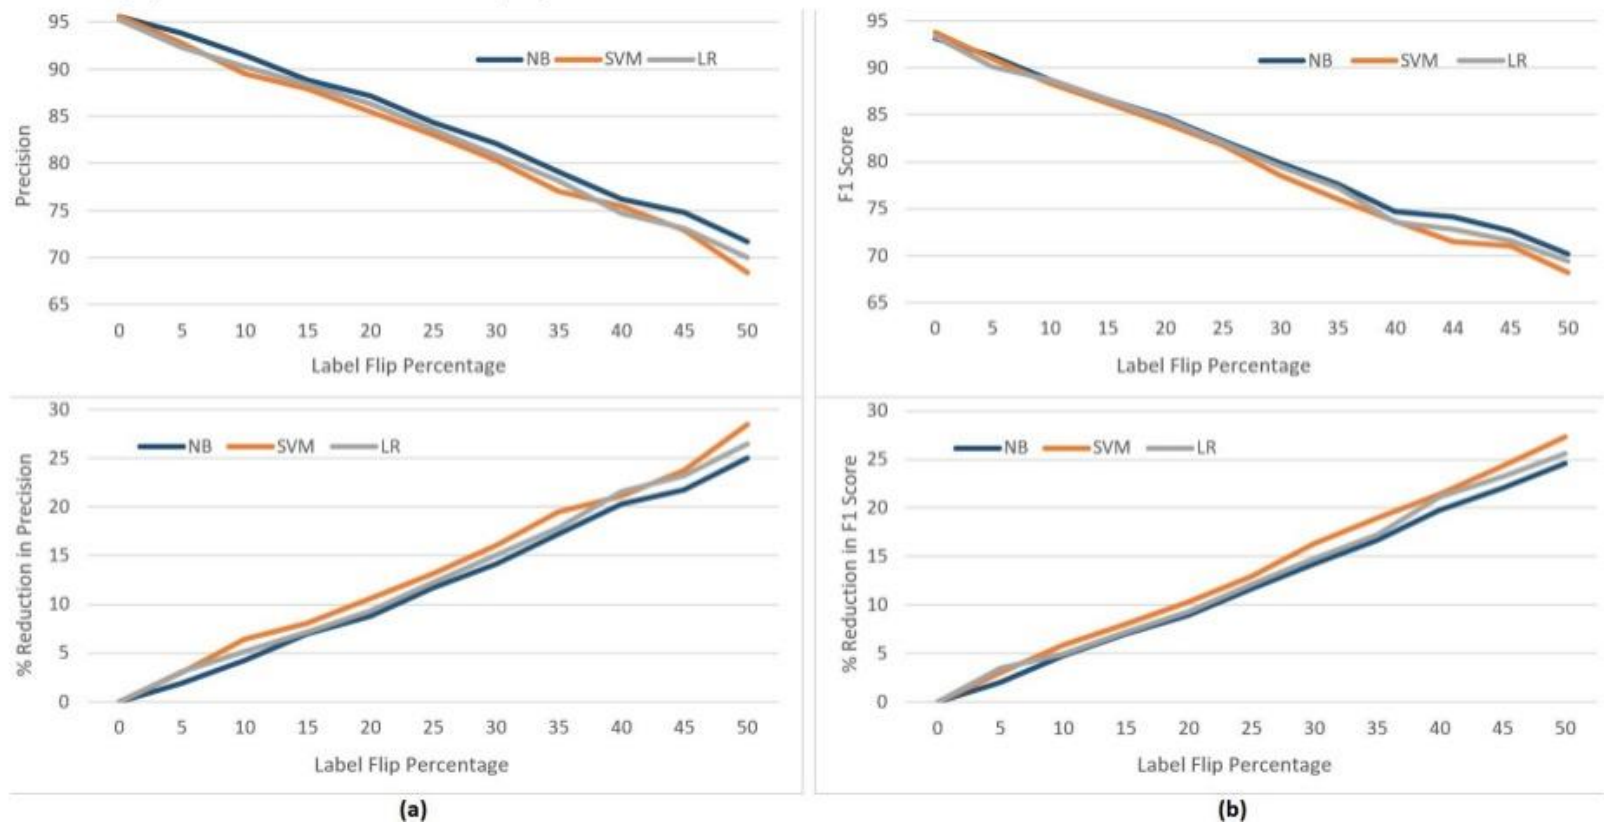 95
90
85
80
75
70
65
Precision
NB SVM LR
0 5 10 15 20 25 30 35 40 45 50
Label Flip Percentage
95
90
85
80
75
70
65
F1 Score
NB SVM LR
0 5 10 15 20 25 30 35 40 44 45 50
Label Flip Percentage
30
25
20
15
10
5
0
% Reduction in Precision
NB SVM LR
0 5 10 15 20 25 30 35 40 45 50
Label Flip Percentage
(a)
30
25
20
15
10
5
0
% Reduction in F1 Score
NB SVM LR
0 5 10 15 20 25 30 35 40 45 50
Label Flip Percentage
(b)